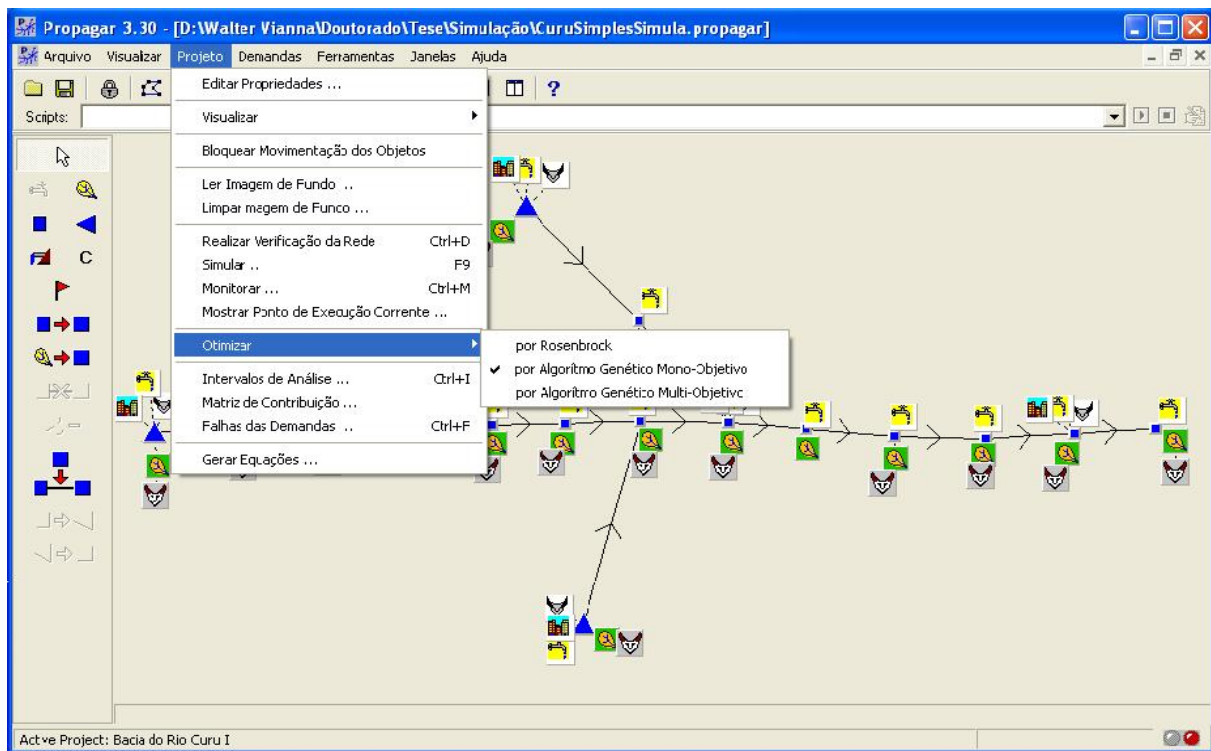 Propagar 3.30 - [D:\Walter Vianna\Doutorado\Tese\Simulação\CuruSimplesSimula.propagar]
Arquivo Visualizar Projeto Demandas Ferramentas Janelas Ajuda
Scripts:
Editar Propriedades ...
Visualizar
Bloquear Movimentação dos Objetos
Ler Imagem de Fundo ..
Limpar magem de Funco ...
Realizar Verificação da Rede Ctrl+D
Simular .. F9
Monitorar ... Ctrl+M
Mostrar Ponto de Execução Corrente ...
Otimizar
por Rosenbrock
por Algorítmo Genético Mono-Objetivo
por Algorítmo Genético Multi-Objetivo
Intervalos de Análise ... Ctrl+I
Matriz de Contribuição ...
Falhas das Demandas .. Ctrl+F
Gerar Equações ...
C
Actve Project: Bacia do Rio Curu I